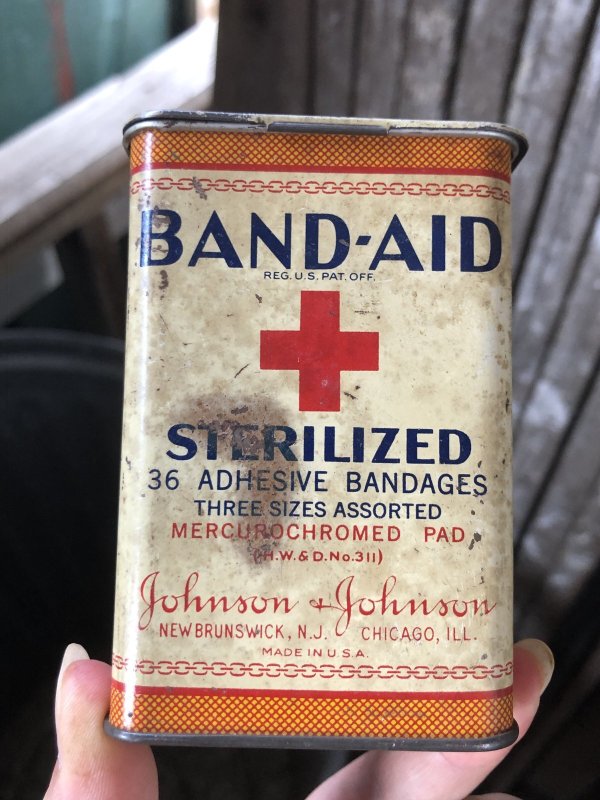 BAND-AID
REG. U.S. PAT. OFF.
STERILIZED
36 ADHESIVE BANDAGES
THREE SIZES ASSORTED
MERCUROCHROMED PAD
(H.W. & D. No. 311)
Johnson & Johnson
NEW BRUNSWICK, N.J. CHICAGO, ILL.
MADE IN U.S.A.